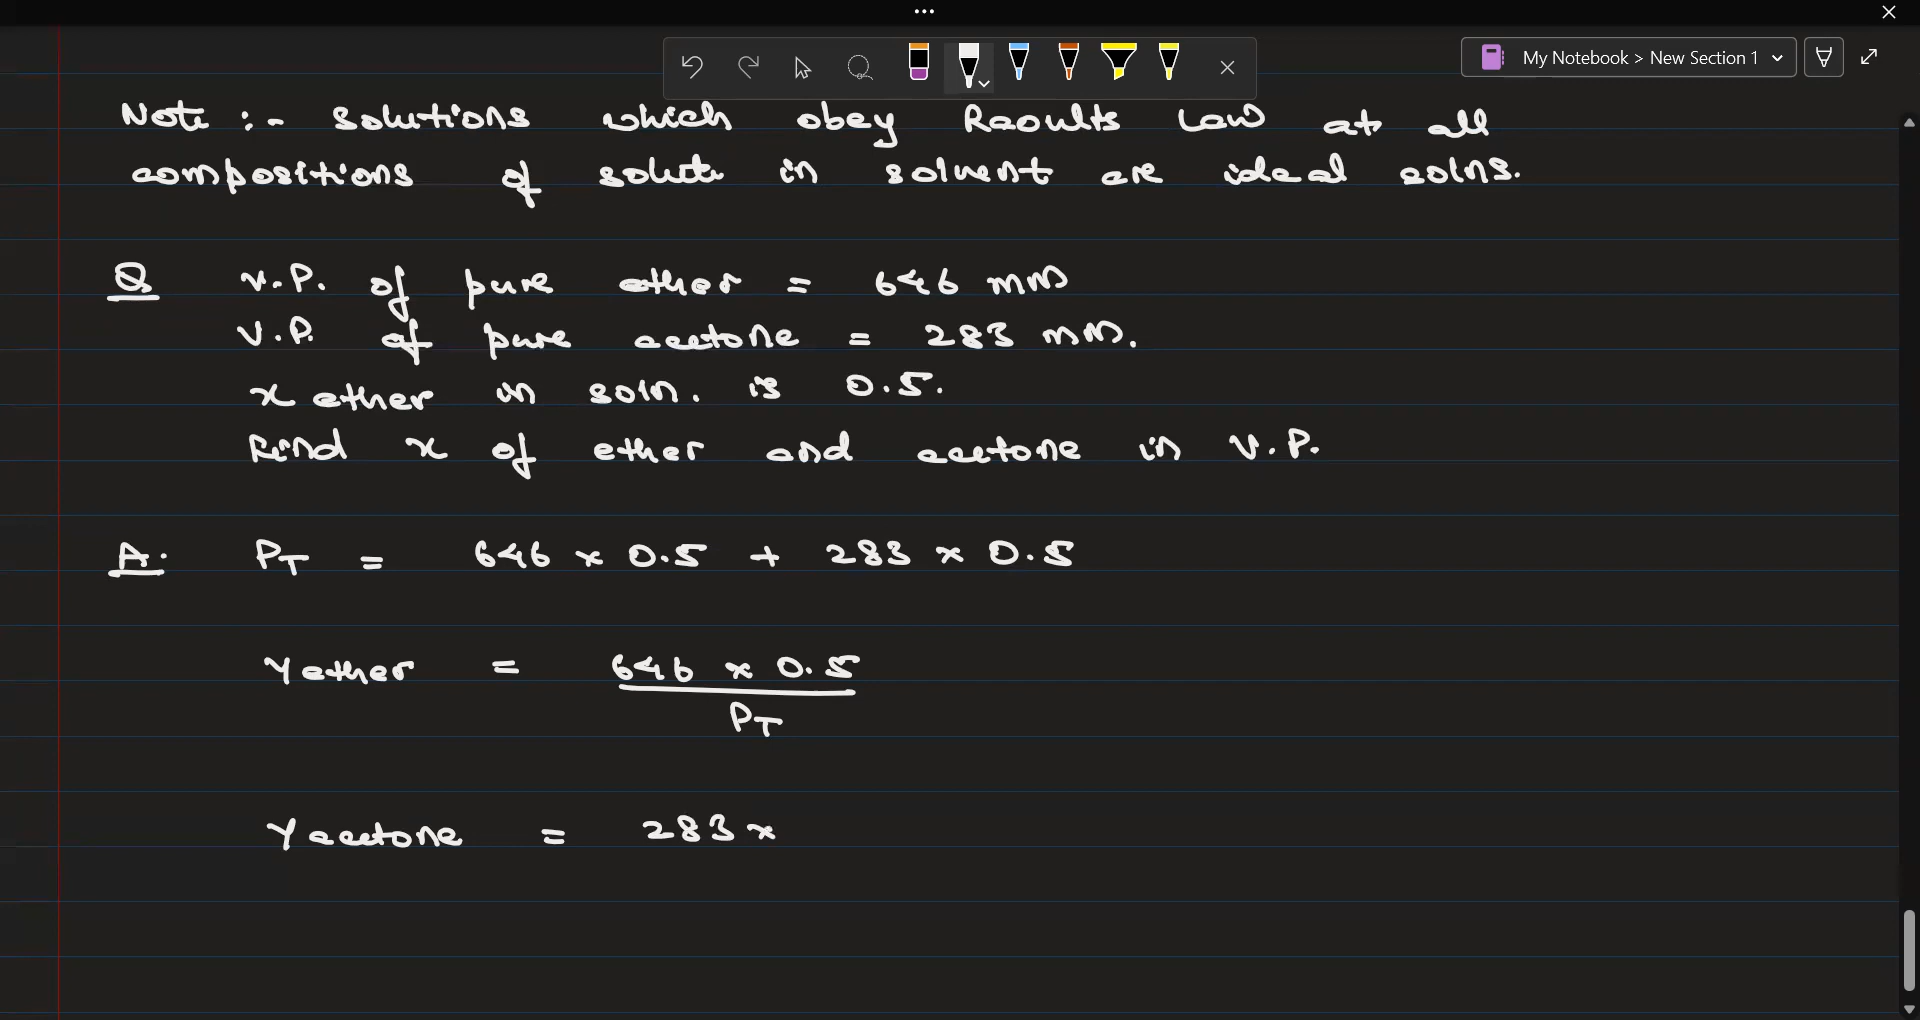 ...
My Notebook > New Section 1
Note :- solutions which obey Raoults Law at all
compositions of solute in solvent are ideal solns.
Q V.P. of pure ether = 646 mm
V.P. of pure acetone = 283 mm.
x ether in soln. is 0.5.
Find x of ether and acetone in V.P.
A. PT = 646 × 0.5 + 283 × 0.5
Y ether = 646 × 0.5
PT
Y acetone = 283 ×